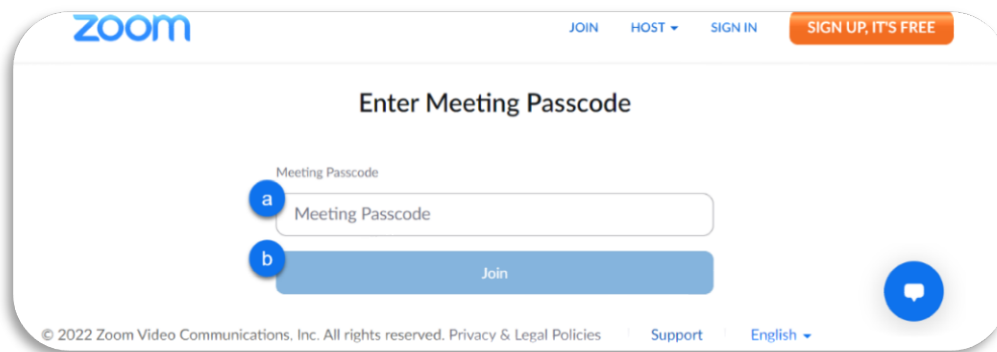 zoom JOIN HOST SIGN IN SIGN UP, IT'S FREE
Enter Meeting Passcode
Meeting Passcode
a Meeting Passcode
b Join
© 2022 Zoom Video Communications, Inc. All rights reserved. Privacy & Legal Policies Support English